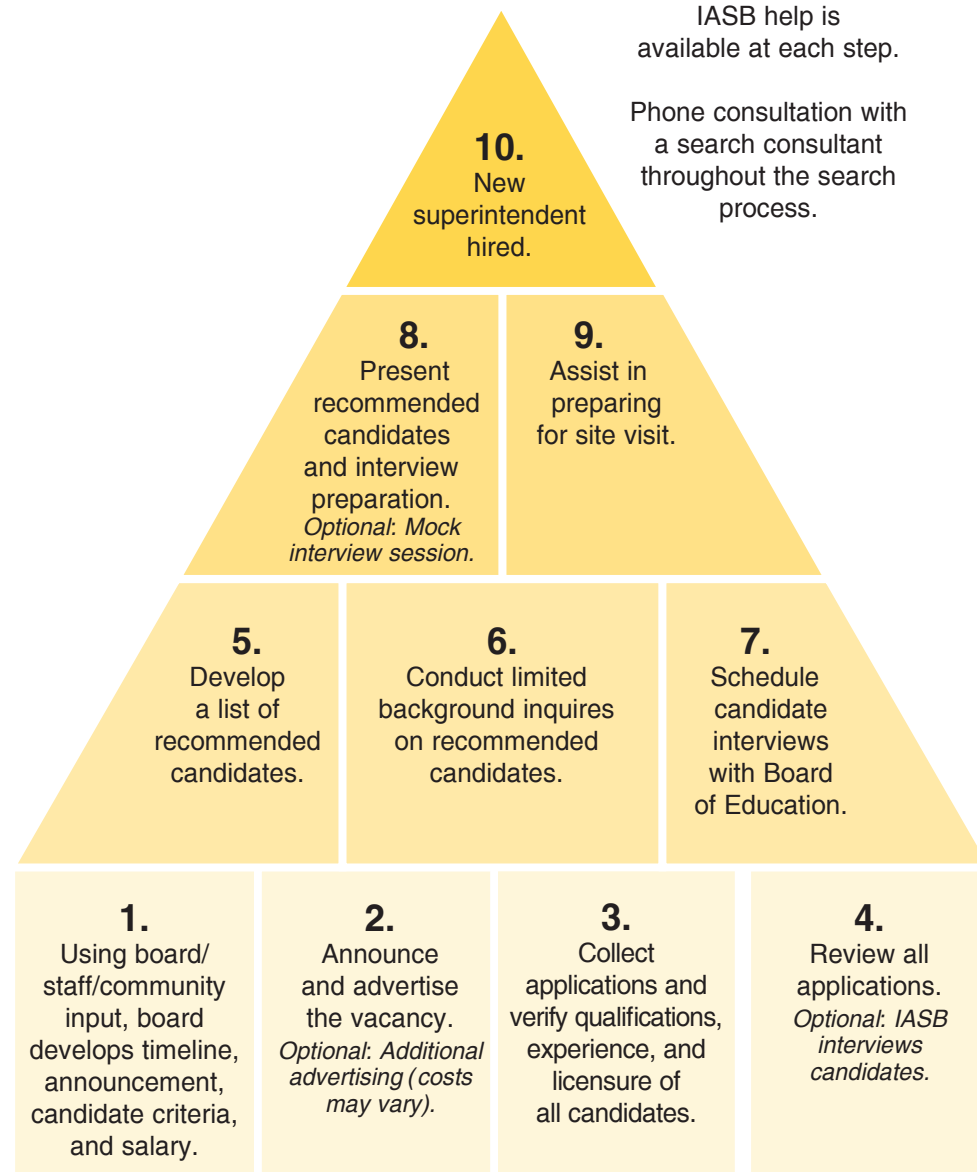 IASB help is
available at each step.
Phone consultation with
a search consultant
throughout the search
process.
10.
New
superintendent
hired.
8.
Present
recommended
candidates
and interview
preparation.
Optional: Mock
interview session.
9.
Assist in
preparing
for site visit.
5.
Develop
a list of
recommended
candidates.
6.
Conduct limited
background inquires
on recommended
candidates.
7.
Schedule
candidate
interviews
with Board
of Education.
1.
Using board/
staff/community
input, board
develops timeline,
announcement,
candidate criteria,
and salary.
2.
Announce
and advertise
the vacancy.
Optional: Additional
advertising (costs
may vary).
3.
Collect
applications and
verify qualifications,
experience, and
licensure of
all candidates.
4.
Review all
applications.
Optional: IASB
interviews
candidates.